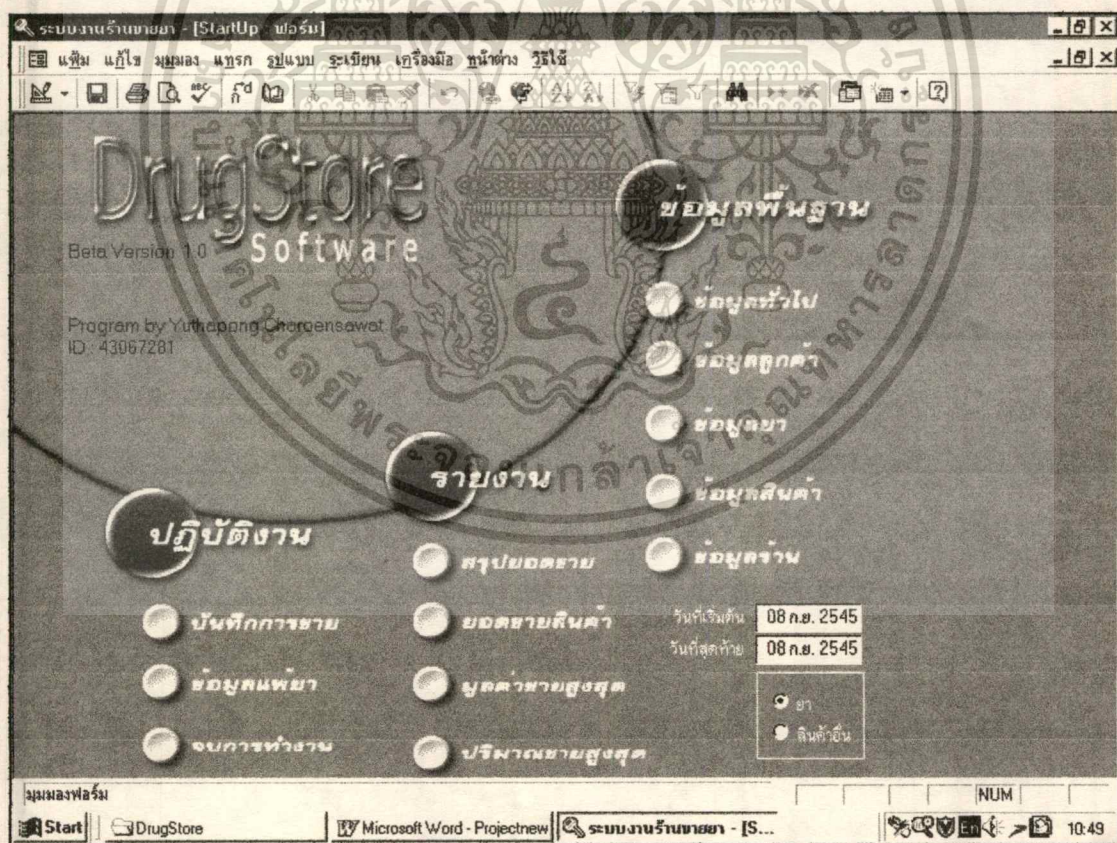 ระบบงานร้านขายยา - [StartUp : ฟอร์ม]
แฟ้ม แก้ไข มุมมอง แทรก รูปแบบ ระเบียน เครื่องมือ หน้าต่าง วิธีใช้
DrugStore
Software
Beta Version 1.0
Program by Yuthapong Charoensawat
ID : 43067281
ข้อมูลพื้นฐาน
ข้อมูลทั่วไป
ข้อมูลลูกค้า
ข้อมูลยา
ข้อมูลสินค้า
ข้อมูลร้าน
รายงาน
สรุปยอดขาย
ยอดขายสินค้า
มูลค่าขายสูงสุด
ปริมาณขายสูงสุด
ปฏิบัติงาน
บันทึกการขาย
ข้อมูลแพ้ยา
จบการทำงาน
วันที่เริ่มต้น 08 ก.ย. 2545
วันที่สุดท้าย 08 ก.ย. 2545
ยา
สินค้าอื่น
มุมมองฟอร์ม
NUM
Start DrugStore Microsoft Word - Projectnew ระบบงานร้านขายยา - [S... En 10:49